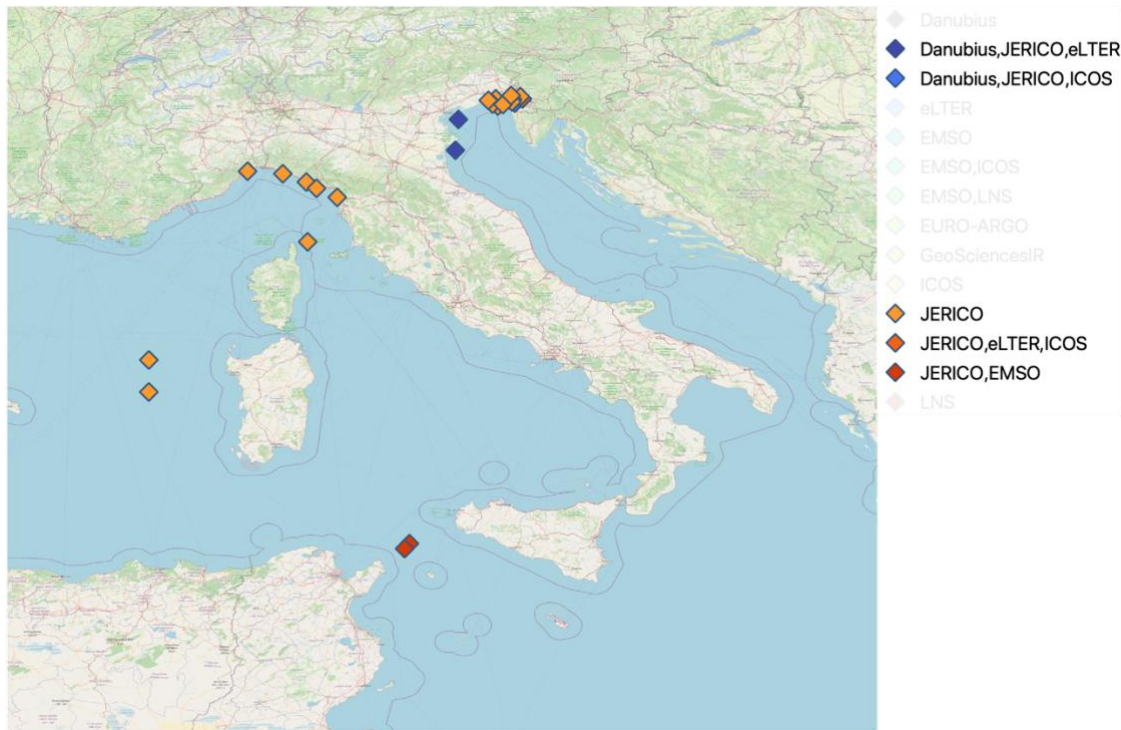 Danubius
Danubius,JERICO,eLTER
Danubius,JERICO,ICOS
eLTER
EMSO
EMSO,ICOS
EMSO,LNS
EURO-ARGO
GeoSciencesIR
ICOS
JERICO
JERICO,eLTER,ICOS
JERICO,EMSO
LNS